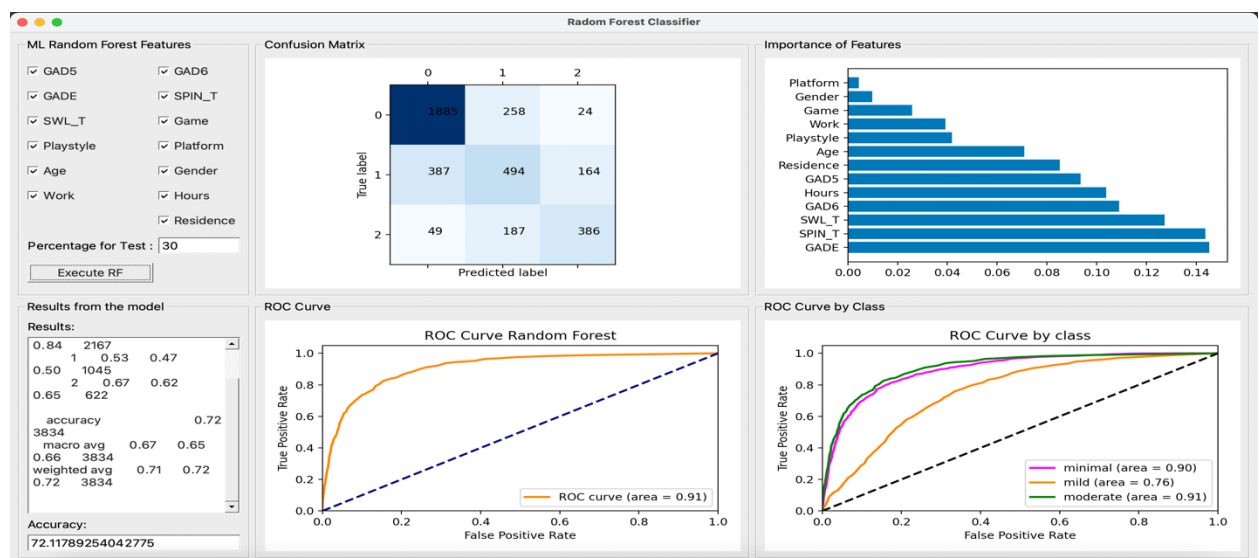 Radom Forest Classifier
ML Random Forest Features
GAD5 GAD6
GADE SPIN_T
SWL_T Game
Playstyle Platform
Age Gender
Work Hours
Residence
Percentage for Test : 30
Execute RF
Confusion Matrix
0 1 2
0 1885 258 24
1 387 494 164
2 49 187 386
True label
Predicted label
Importance of Features
Platform
Gender
Game
Work
Playstyle
Age
Residence
GAD5
Hours
GAD6
SWL_T
SPIN_T
GADE
0.00 0.02 0.04 0.06 0.08 0.10 0.12 0.14
Results from the model
Results:
0.84 2167
1 0.53 0.47
0.50 1045
2 0.67 0.62
0.65 622
accuracy 0.72
3834
macro avg 0.67 0.65
0.66 3834
weighted avg 0.71 0.72
0.72 3834
Accuracy:
72.11789254042775
ROC Curve
ROC Curve Random Forest
1.0
0.8
0.6
0.4
0.2
0.0
True Positive Rate
ROC curve (area = 0.91)
0.0 0.2 0.4 0.6 0.8 1.0
False Positive Rate
ROC Curve by Class
ROC Curve by class
1.0
0.8
0.6
0.4
0.2
0.0
True Positive Rate
minimal (area = 0.90)
mild (area = 0.76)
moderate (area = 0.91)
0.0 0.2 0.4 0.6 0.8 1.0
False Positive Rate